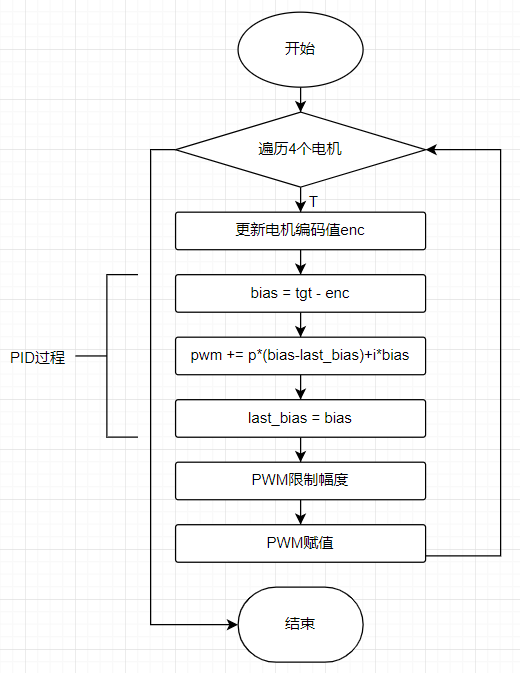 开始
遍历4个电机
T
更新电机编码值enc
bias = tgt - enc
PID过程
pwm += p*(bias-last_bias)+i*bias
last_bias = bias
PWM限制幅度
PWM赋值
结束